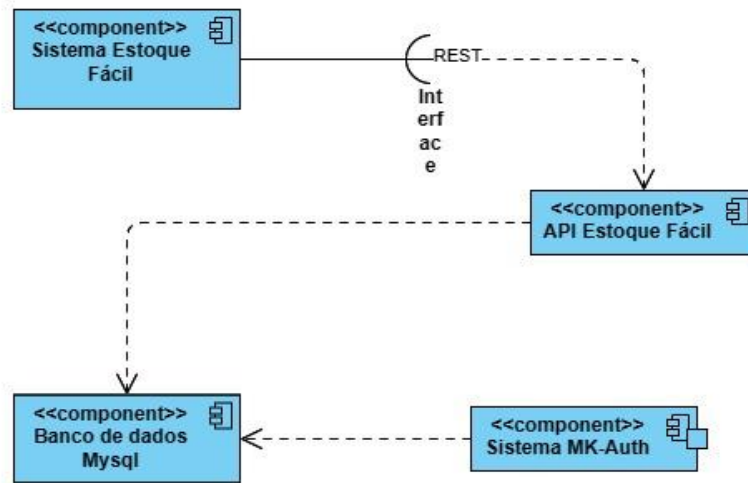 <<component>>
Sistema Estoque
Fácil
REST
Int
erf
ac
e
<<component>>
API Estoque Fácil
<<component>>
Banco de dados
Mysql
<<component>>
Sistema MK-Auth